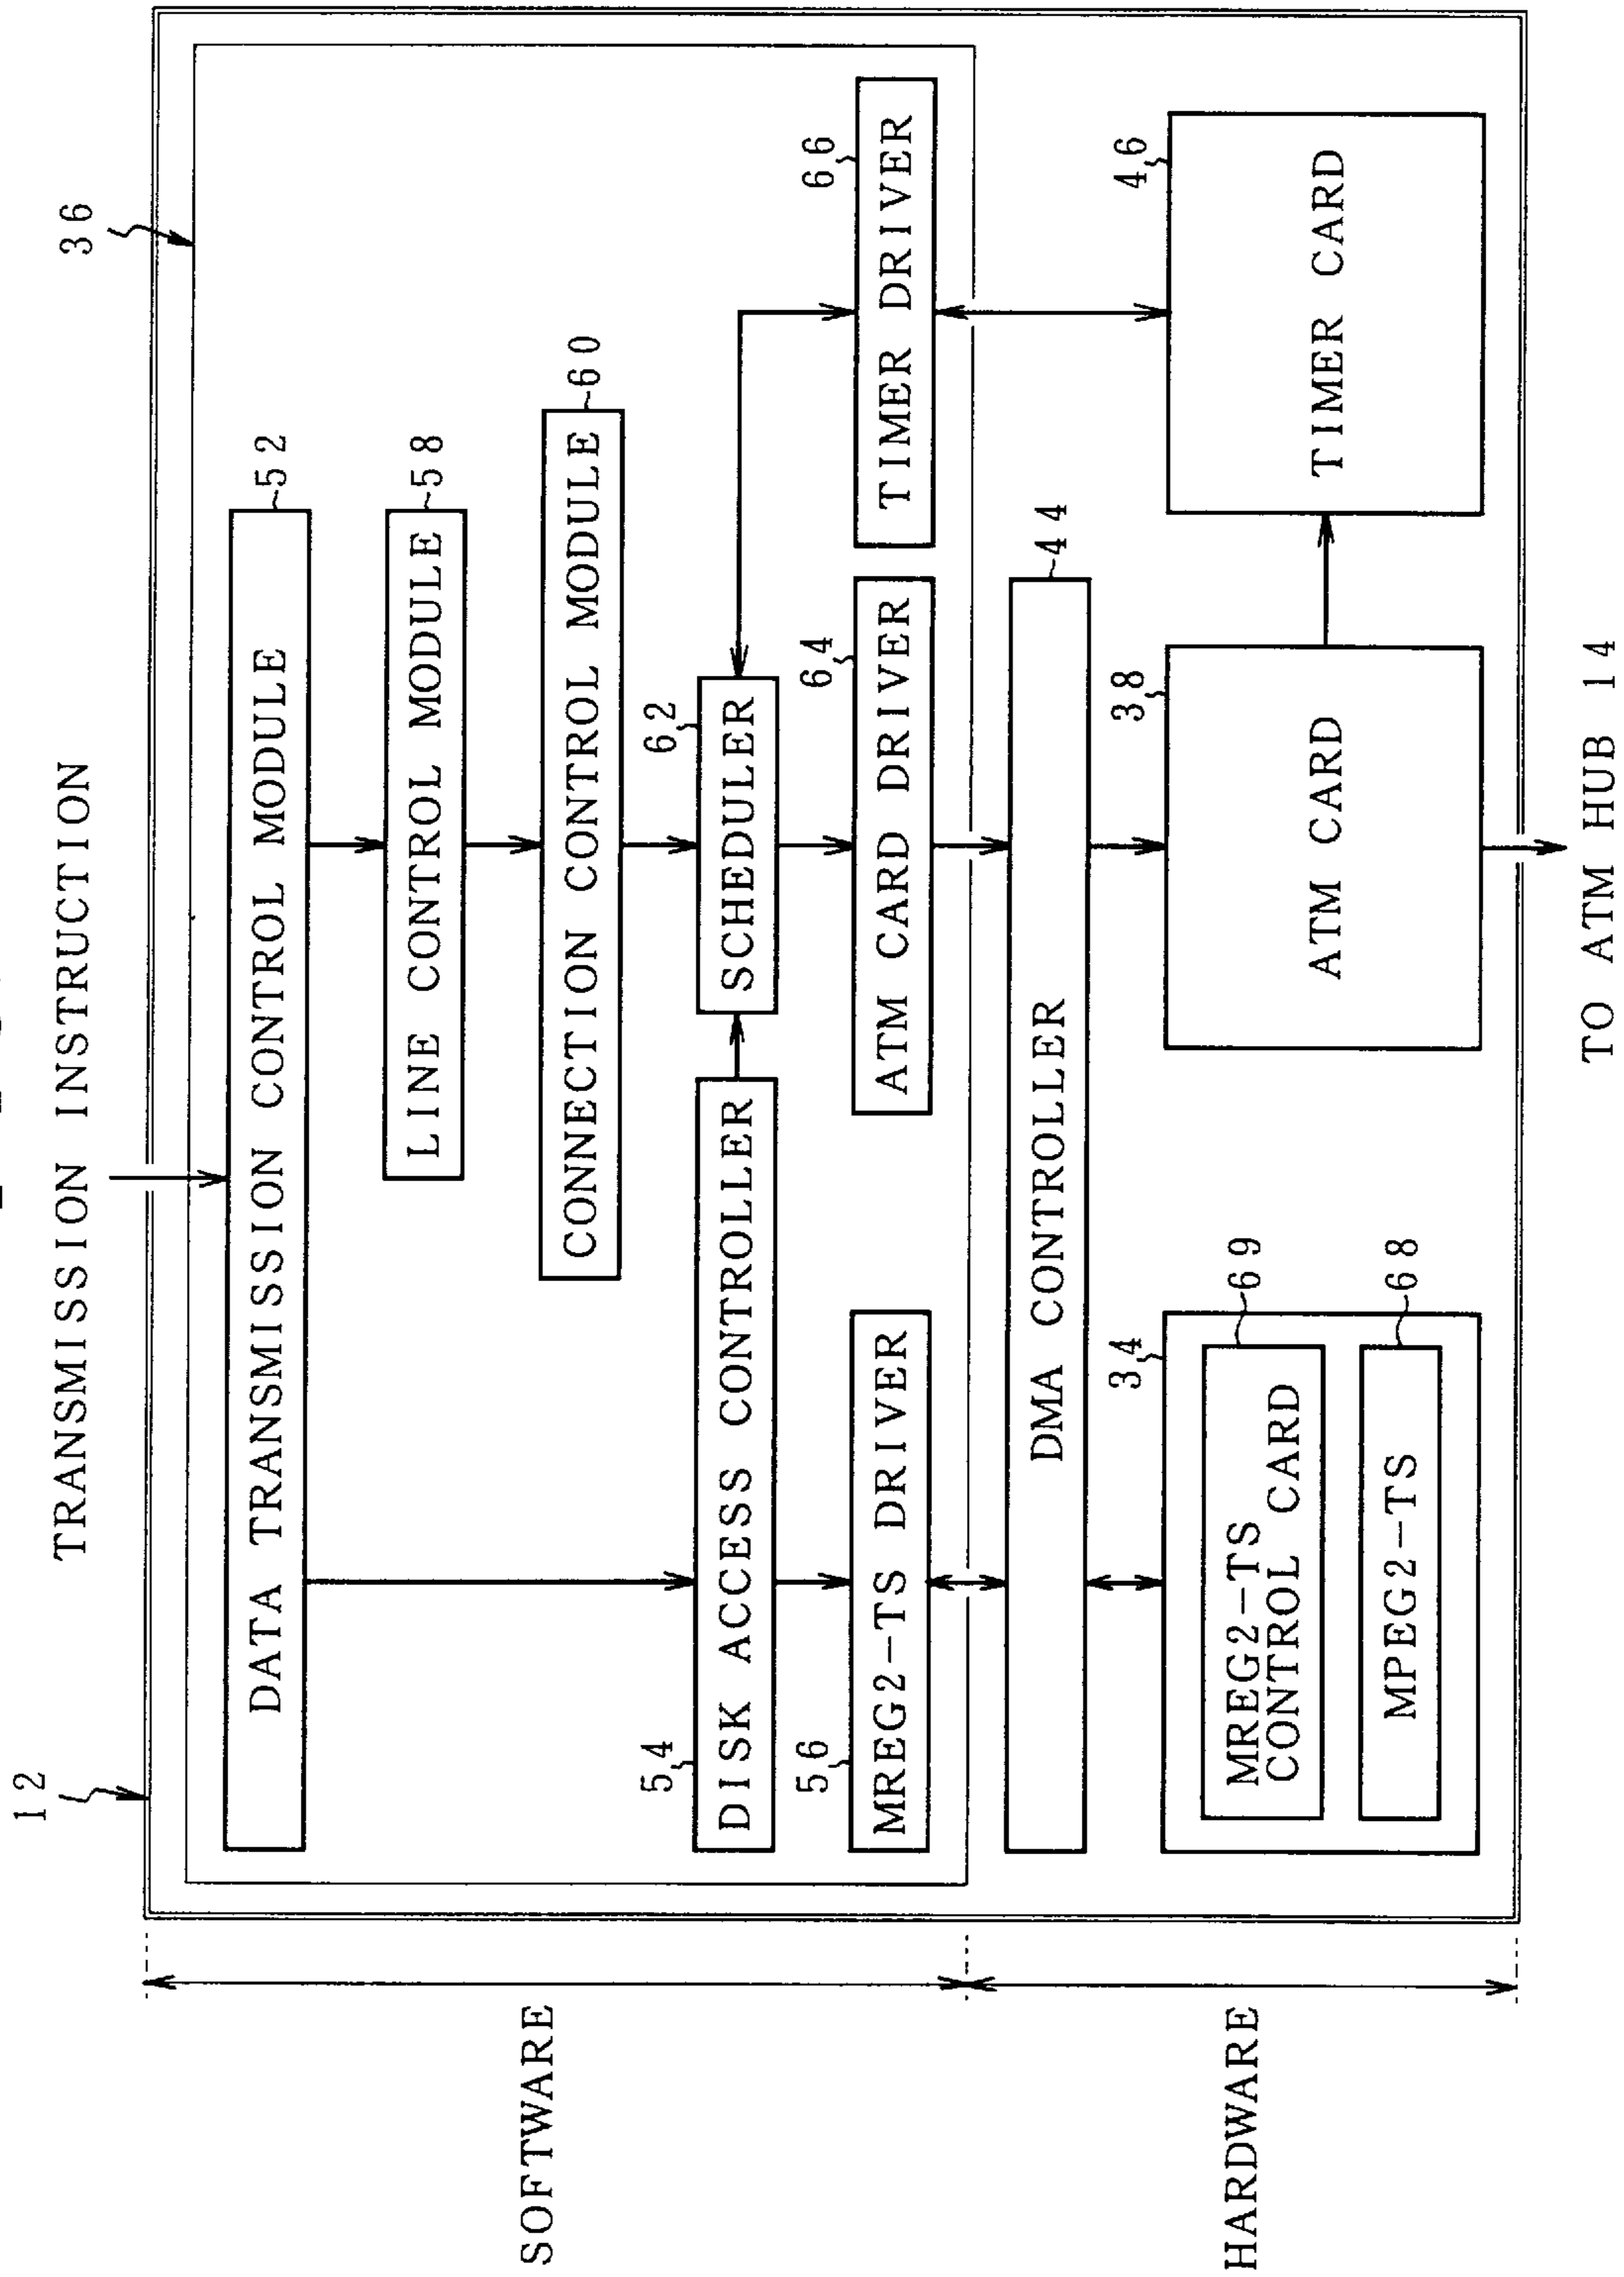 12
TRANSMISSION INSTRUCTION
36
DATA TRANSMISSION CONTROL MODULE
52
LINE CONTROL MODULE
58
CONNECTION CONTROL MODULE
60
54
DISK ACCESS CONTROLLER
62
SCHEDULER
56
MREG2-TS DRIVER
64
ATM CARD DRIVER
66
TIMER DRIVER
DMA CONTROLLER
44
34
MREG2-TS
CONTROL CARD
69
MPEG2-TS
68
38
ATM CARD
46
TIMER CARD
TO ATM HUB 14
SOFTWARE
HARDWARE